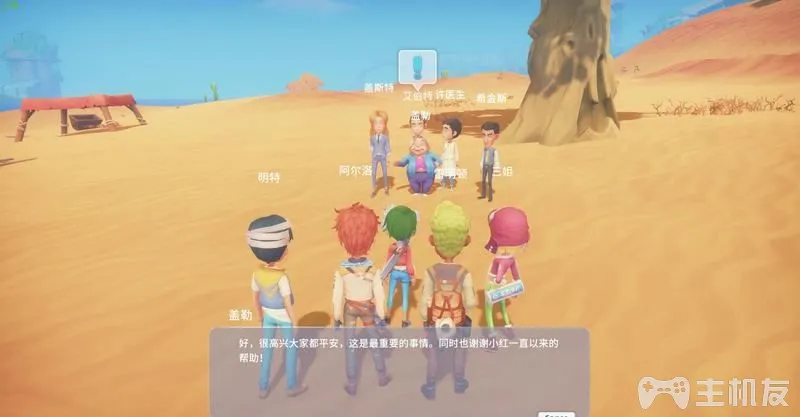 盖斯特
艾伯特
许医生
希金斯
盖勒
明特
阿尔洛
雷明顿
三姐
盖勒
好，很高兴大家都平安，这是最重要的事情。同时也谢谢小红一直以来的
帮助！
主机友